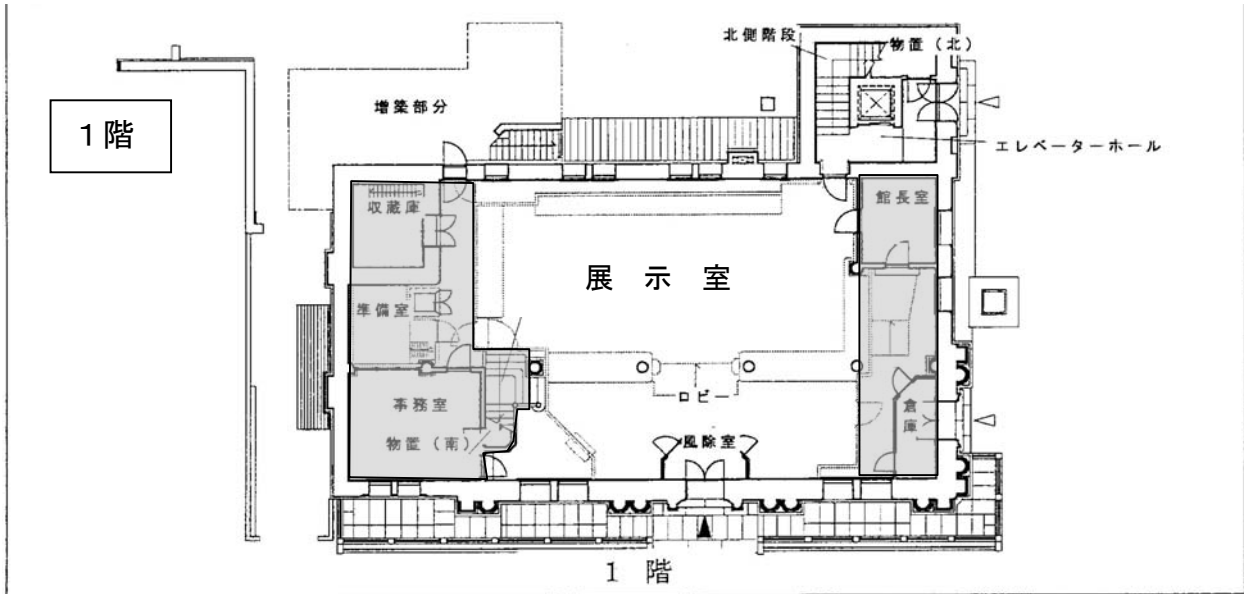 北側階段
物置（北）
増築部分
１階
エレベーターホール
収蔵庫
館長室
展 示 室
準備室
ロビー
事務室
倉庫
物置（南）
風除室
1 階